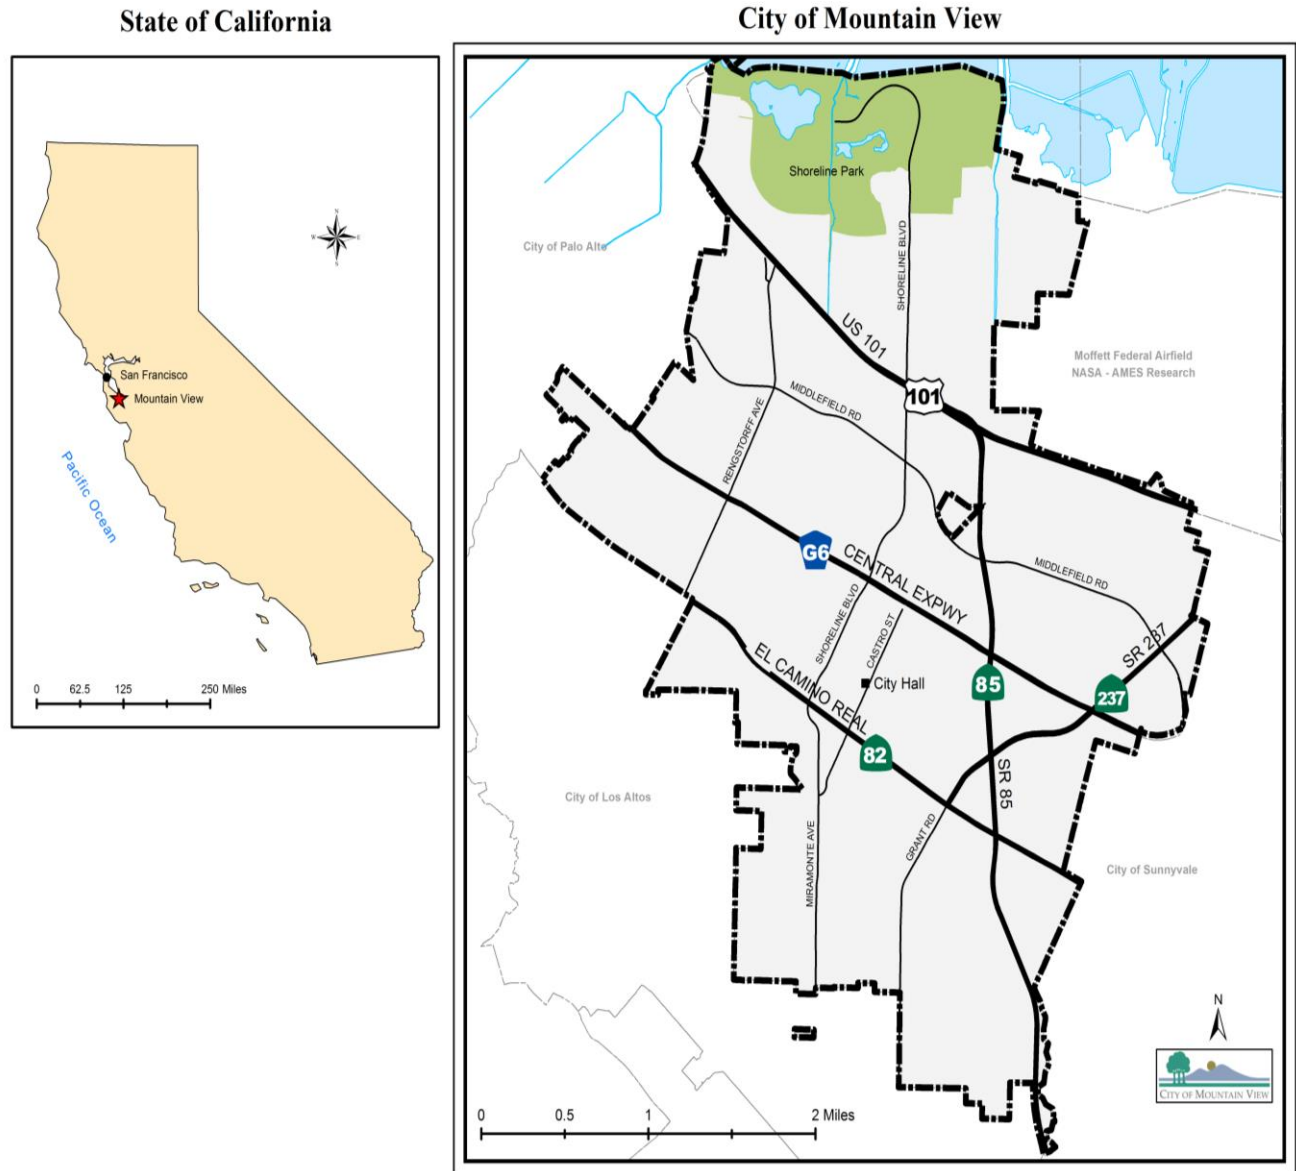 State of California
City of Mountain View
N
W
E
N
San Francisco
Mountain View
Pacific Ocean
0 62.5 125 250 Miles
Shoreline Park
City of Palo Alto
SHORELINE BLVD
US 101
Moffett Federal Airfield
NASA - AMES Research
101
MIDDLEFIELD RD
RENGSTORFF AVE
G6
CENTRAL EXPWY
MIDDLEFIELD RD
SHORELINE BLVD
CASTRO ST
SR 237
EL CAMINO REAL
City Hall
85
237
82
SR 85
City of Los Altos
MIRAMONTE AVE
GRANT RD
City of Sunnyvale
N
CITY OF MOUNTAIN VIEW
0 0.5 1 2 Miles